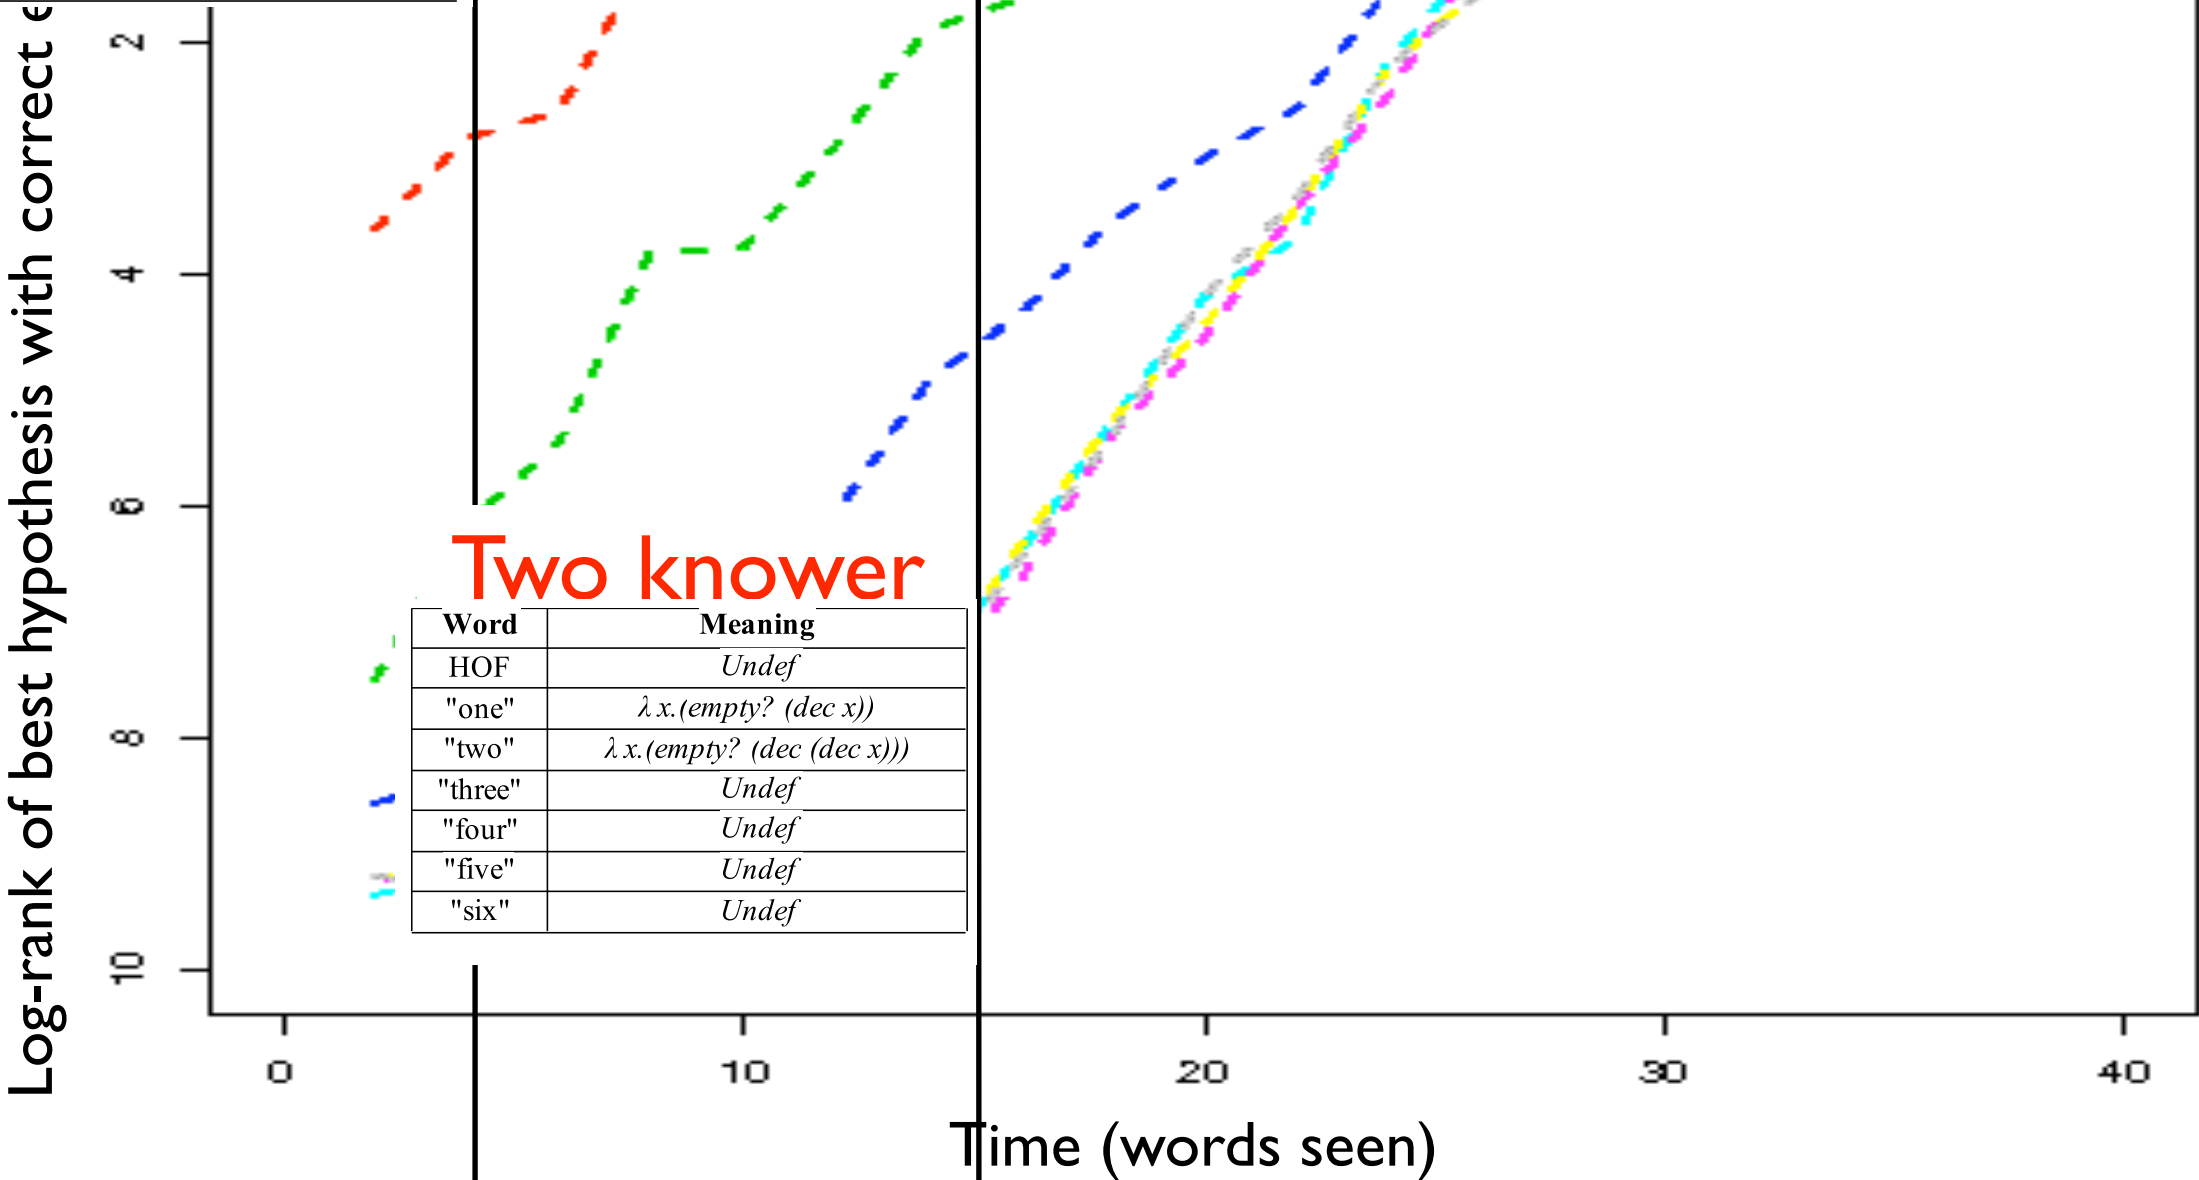 Log-rank of best hypothesis with correct e
2
4
6
8
10
Two knower
Word Meaning
HOF Undef
"one" λ x.(empty? (dec x))
"two" λ x.(empty? (dec (dec x)))
"three" Undef
"four" Undef
"five" Undef
"six" Undef
0 10 20 30 40
Time (words seen)